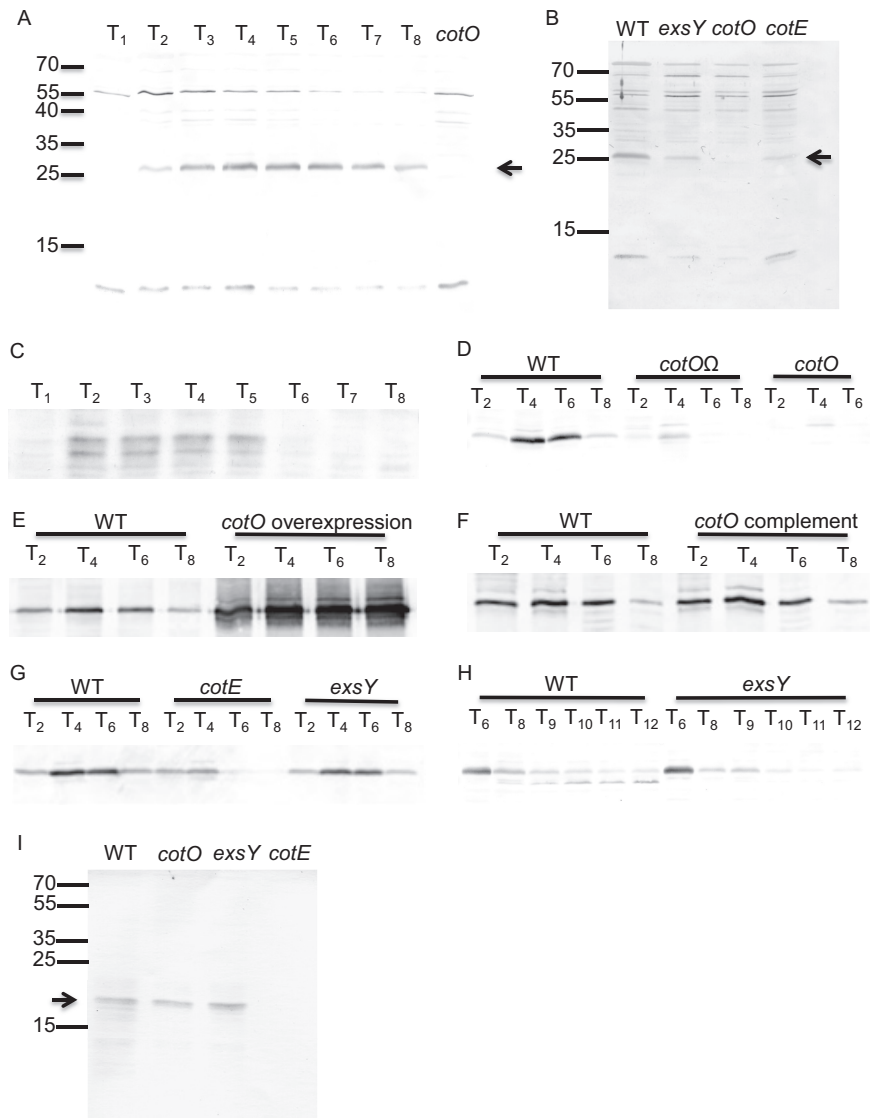 A
T1 T2 T3 T4 T5 T6 T7 T8 cotO
70
55
40
35
25
15
B
WT exsY cotO cotE
70
55
35
25
15
C
T1 T2 T3 T4 T5 T6 T7 T8
D
WT cotOΩ cotO
T2 T4 T6 T8 T2 T4 T6 T8 T2 T4 T6
E
WT cotO overexpression
T2 T4 T6 T8 T2 T4 T6 T8
F
WT cotO complement
T2 T4 T6 T8 T2 T4 T6 T8
G
WT cotE exsY
T2 T4 T6 T8 T2 T4 T6 T8 T2 T4 T6 T8
H
WT exsY
T6 T8 T9 T10 T11 T12 T6 T8 T9 T10 T11 T12
I
WT cotO exsY cotE
70
55
35
25
15